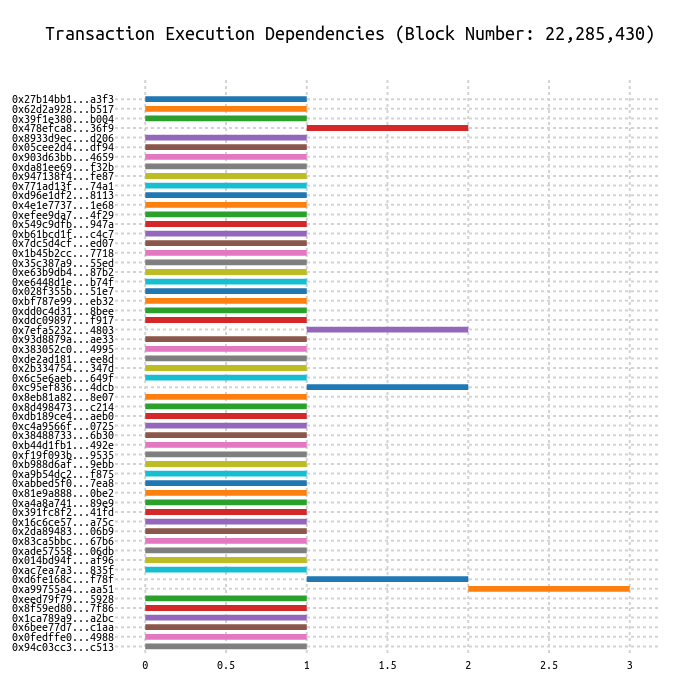 Transaction Execution Dependencies (Block Number: 22,285,430)
0x27b14bb1...a3f3
0x62d2a928...b517
0x39f1e380...b004
0x478efca8...36f9
0x8933d9ec...d206
0x05cee2d4...df94
0x903d63bb...4659
0xda81ee69...f32b
0x947138f4...fe87
0x771ad13f...74a1
0xd96e1df2...8113
0x4e1e7737...1e68
0xefee9da7...4f29
0x549c9dfb...947a
0xb61bcd1f...c4c7
0x7dc5d4cf...ed07
0x1b45b2cc...7718
0x35c387a9...55ed
0xe63b9db4...87b2
0xe6448d1e...b74f
0x028f355b...51e7
0xbf787e99...eb32
0xdd0c4d31...8bee
0xddc09897...f917
0x7efa5232...4803
0x93d8879a...ae33
0x383052c0...4995
0xde2ad181...ee8d
0x2b334754...347d
0x6c5e6aeb...649f
0xc95ef836...4dcb
0x8eb81a82...8e07
0x8d498473...c214
0xdb189ce4...aeb0
0xc4a9566f...0725
0x38488733...6b30
0xb44d1fb1...492e
0xf19f093b...9535
0xb988d6af...9ebb
0xa9b54dc2...f875
0xabbed5f0...7ea8
0x81e9a888...0be2
0xa4a8a741...89e9
0x391fc8f2...41fd
0x16c6ce57...a75c
0x2da89483...06b9
0x83ca5bbc...67b6
0xade57558...06db
0x014bd94f...af96
0xac7ea7a3...835f
0xd6fe168c...f78f
0xa99755a4...aa51
0xeed79f79...5928
0x8f59ed80...7f86
0x1ca789a9...a2bc
0x6bee77d7...c1aa
0x0fedffe0...4988
0x94c03cc3...c513
0 0.5 1 1.5 2 2.5 3